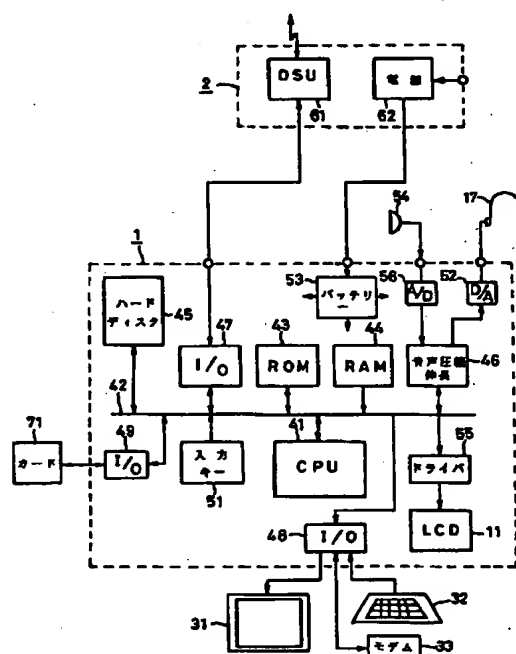 DSU
電源
2
61
62
54
17
1
ハード
ディスク
45
53
バッテリ
ー
56
A/D
D/A
52
47
I/O
43
ROM
44
RAM
音声圧縮
伸長
46
42
71
カード
49
I/O
入力
キー
51
41
CPU
55
ドライバ
LCD
11
48
I/O
31
32
モデム
33